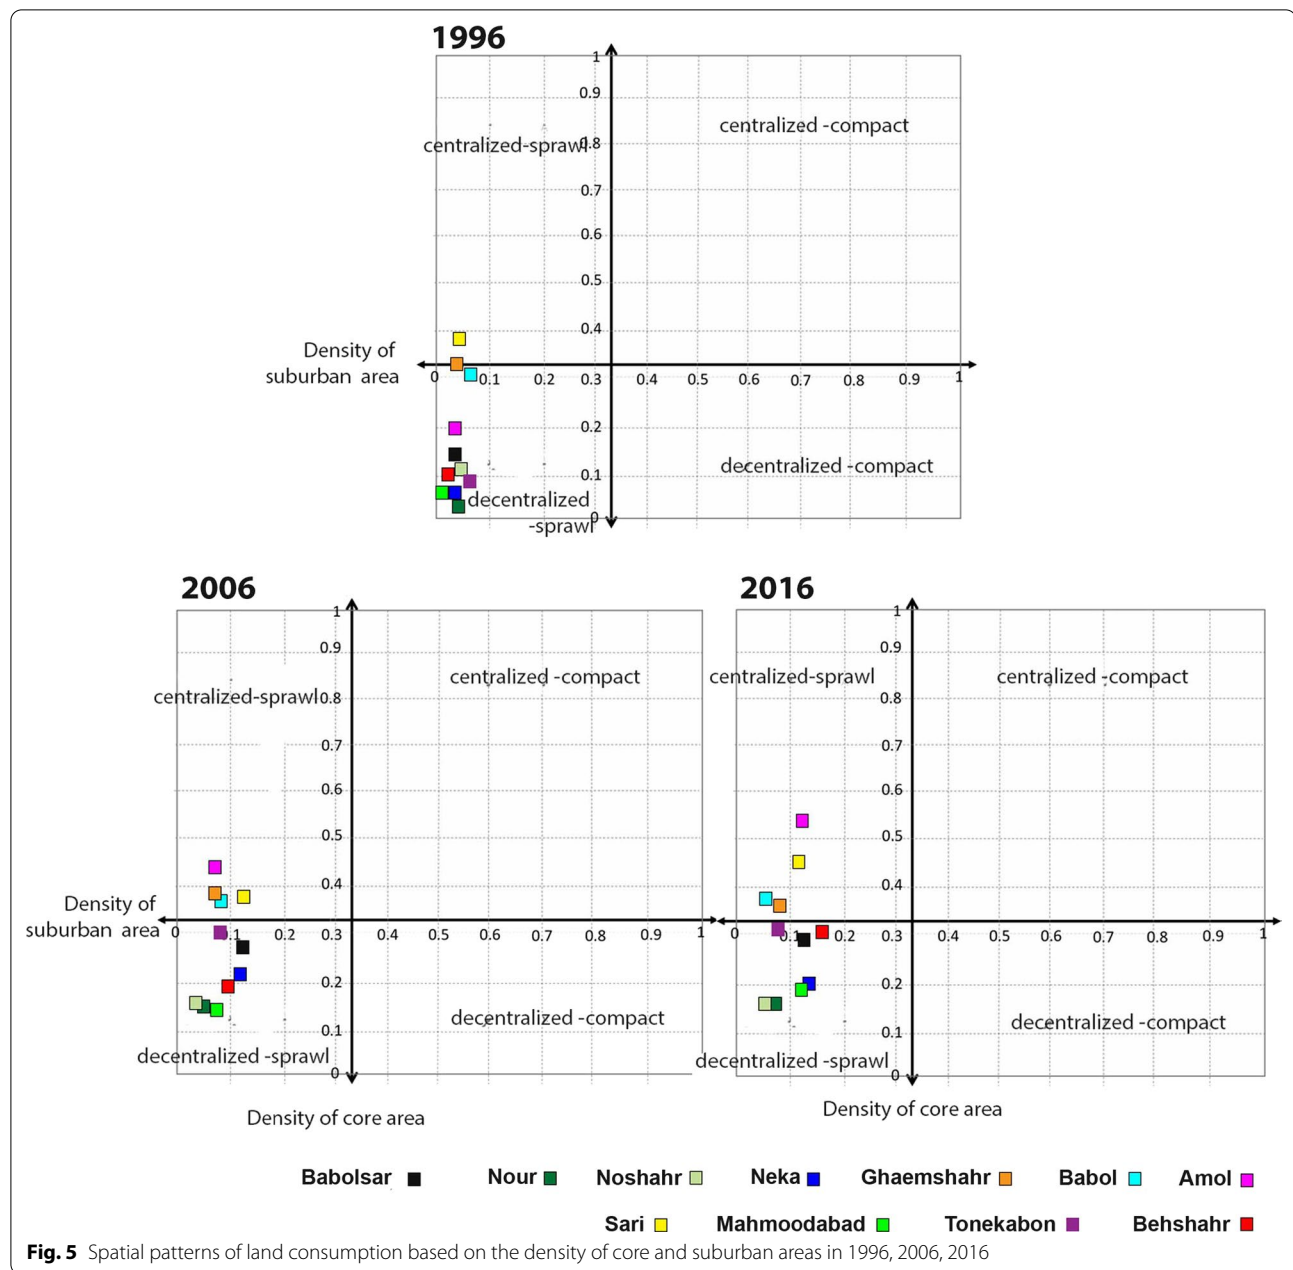 1996
1
0.9
centralized -compact
centralized-sprawl
0.8
0.7
0.6
0.5
0.4
Density of
suburban area
0 0.1 0.2 0.3 0.4 0.5 0.6 0.7 0.8 0.9 1
0.2
0.1
decentralized -compact
decentralized
-sprawl
0
2006
1
0.9
centralized -compact
centralized-sprawl
0.8
0.7
0.6
0.5
0.4
Density of
suburban area
0 0.1 0.2 0.3 0.4 0.5 0.6 0.7 0.8 0.9 1
0.2
decentralized -compact
0.1
decentralized -sprawl
0
Density of core area
2016
1
0.9
centralized-sprawl
centralized -compact
0.8
0.7
0.6
0.5
0.4
0 0.1 0.2 0.3 0.4 0.5 0.6 0.7 0.8 0.9 1
0.2
decentralized -compact
0.1
decentralized -sprawl
0
Density of core area
Babolsar Nour Noshahr Neka Ghaemshahr Babol Amol
Sari Mahmoodabad Tonekabon Behshahr
Fig. 5 Spatial patterns of land consumption based on the density of core and suburban areas in 1996, 2006, 2016